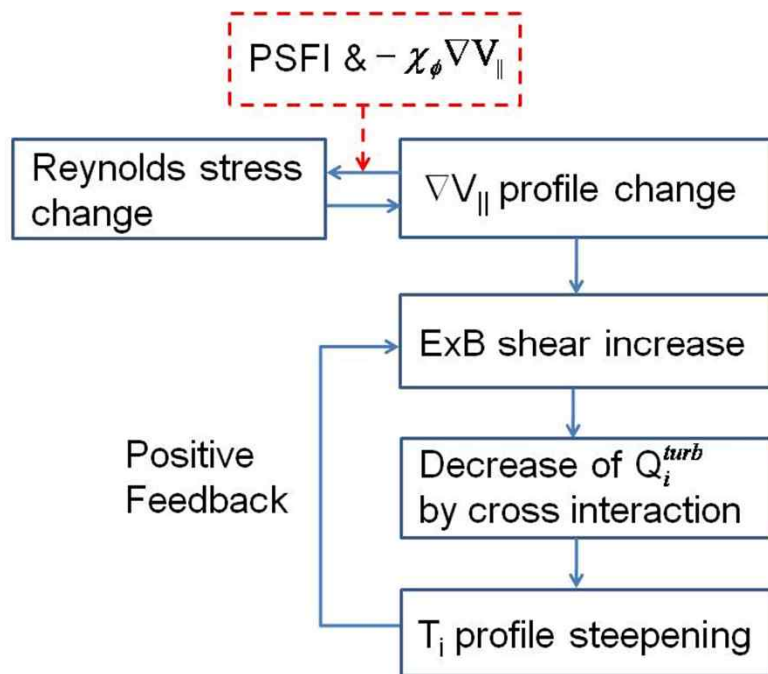 PSFI & − χ_ϕ ∇V_∥
Reynolds stress
change
∇V_∥ profile change
ExB shear increase
Positive
Feedback
Decrease of Q_i^turb
by cross interaction
T_i profile steepening